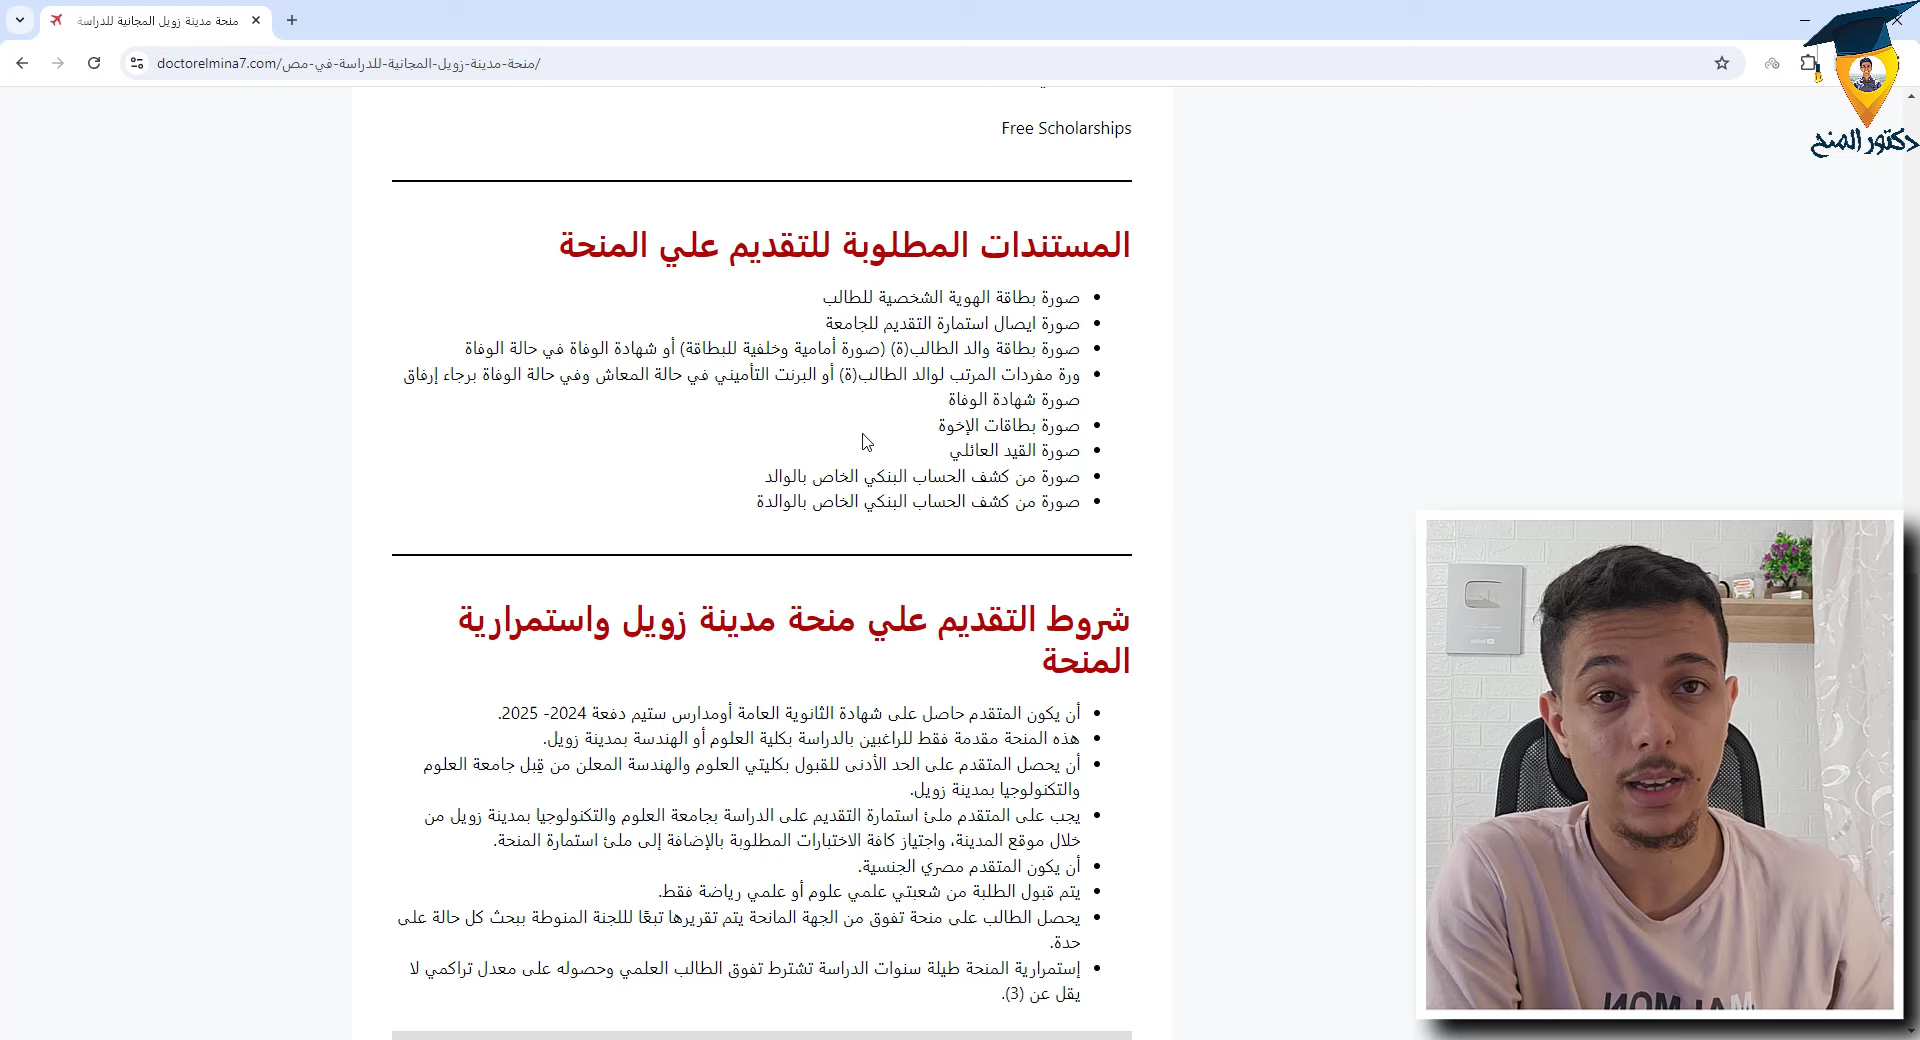 منحة مدينة زويل المجانية للدراسة
doctorelmina7.com/منحة-مدينة-زويل-المجانية-للدراسة-في-مصر/
دكتور المنح
Free Scholarships
المستندات المطلوبة للتقديم علي المنحة
صورة بطاقة الهوية الشخصية للطالب
صورة ايصال استمارة التقديم للجامعة
صورة بطاقة والد الطالب(ة) (صورة أمامية وخلفية للبطاقة) أو شهادة الوفاة في حالة الوفاة
ورة مفردات المرتب لوالد الطالب(ة) أو البرنت التأميني في حالة المعاش وفي حالة الوفاة برجاء إرفاق
صورة شهادة الوفاة
صورة بطاقات الإخوة
صورة القيد العائلي
صورة من كشف الحساب البنكي الخاص بالوالد
صورة من كشف الحساب البنكي الخاص بالوالدة
شروط التقديم علي منحة مدينة زويل واستمرارية
المنحة
أن يكون المتقدم حاصل على شهادة الثانوية العامة أومدارس ستيم دفعة 2024- 2025.
هذه المنحة مقدمة فقط للراغبين بالدراسة بكلية العلوم أو الهندسة بمدينة زويل.
أن يحصل المتقدم على الحد الأدنى للقبول بكليتي العلوم والهندسة المعلن من قِبل جامعة العلوم
والتكنولوجيا بمدينة زويل.
يجب على المتقدم ملئ استمارة التقديم على الدراسة بجامعة العلوم والتكنولوجيا بمدينة زويل من
خلال موقع المدينة، واجتياز كافة الاختبارات المطلوبة بالإضافة إلى ملئ استمارة المنحة.
أن يكون المتقدم مصري الجنسية.
يتم قبول الطلبة من شعبتي علمي علوم أو علمي رياضة فقط.
يحصل الطالب على منحة تفوق من الجهة المانحة يتم تقريرها تبعًا لللجنة المنوطة ببحث كل حالة على
حدة.
إستمرارية المنحة طيلة سنوات الدراسة تشترط تفوق الطالب العلمي وحصوله على معدل تراكمي لا
يقل عن (3).